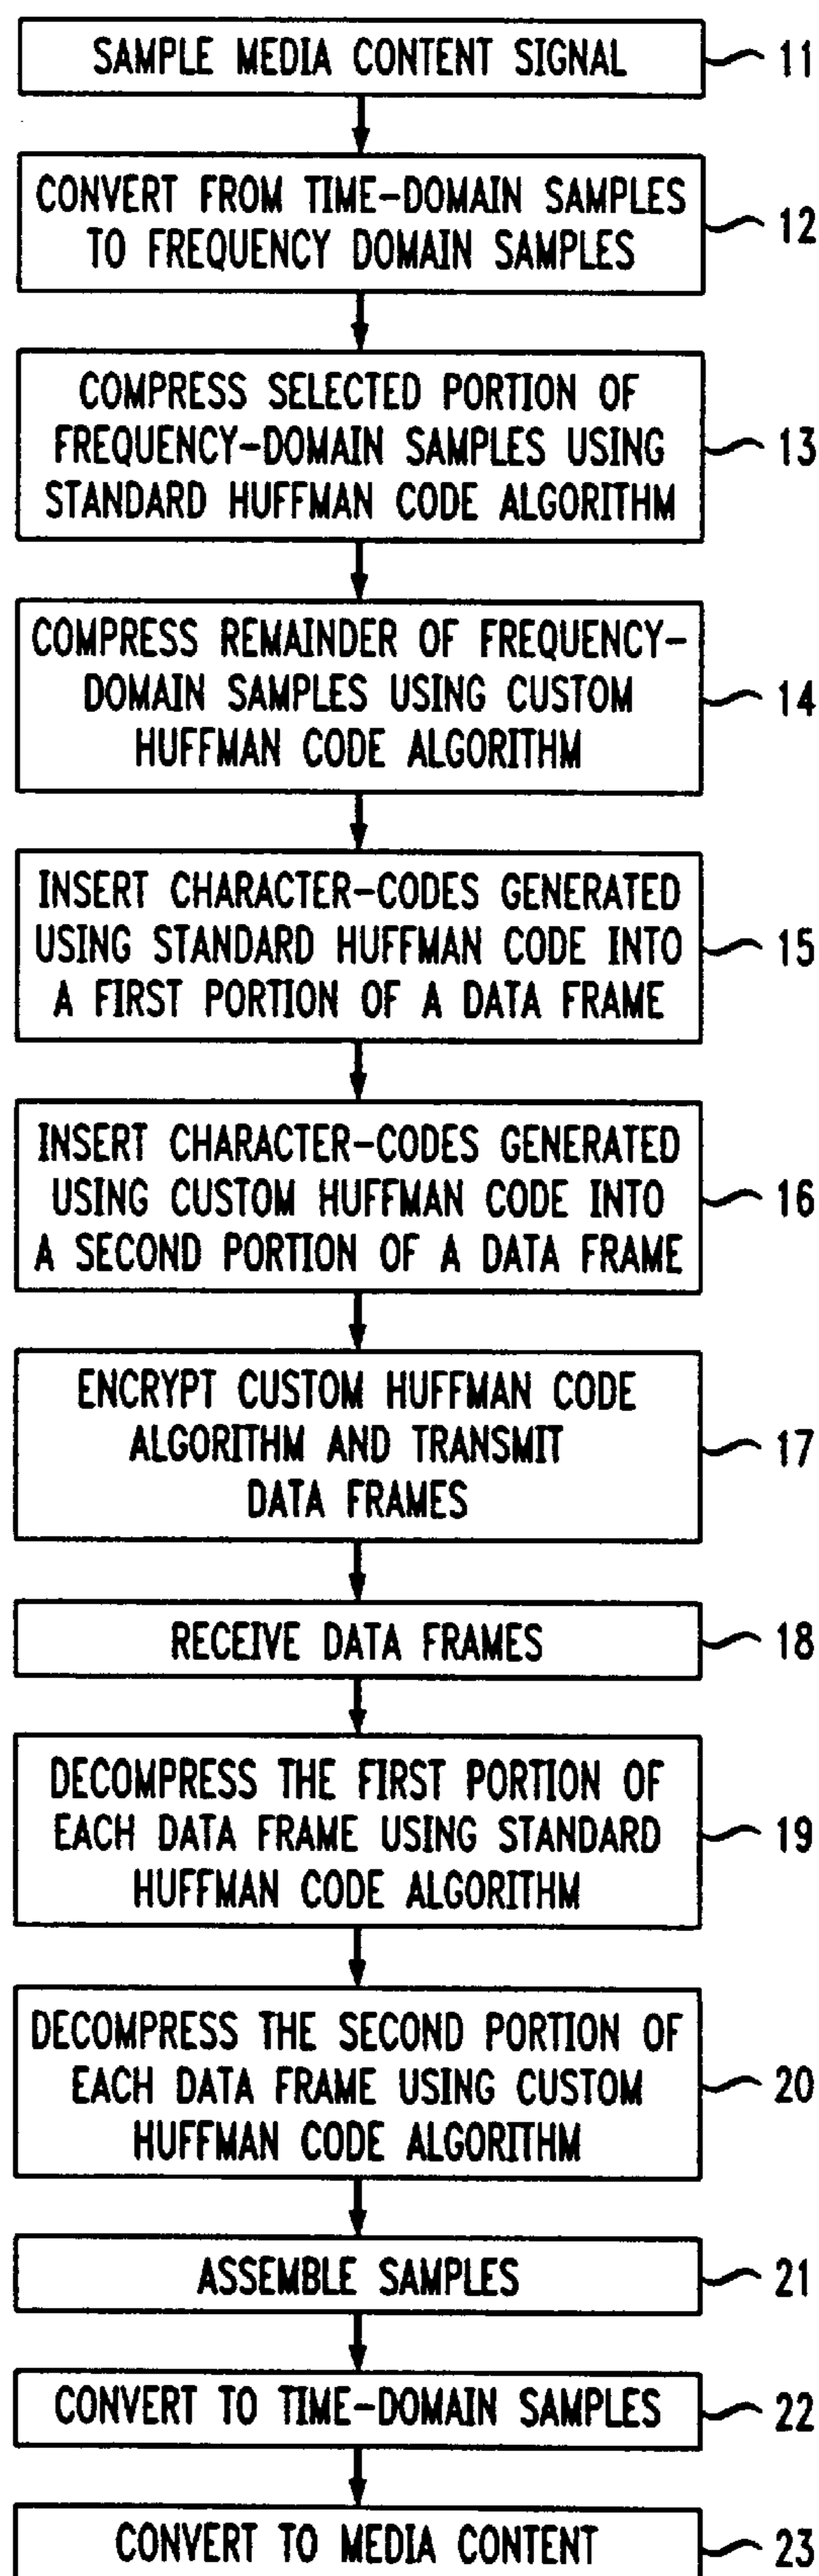 SAMPLE MEDIA CONTENT SIGNAL
11
CONVERT FROM TIME-DOMAIN SAMPLES
TO FREQUENCY DOMAIN SAMPLES
12
COMPRESS SELECTED PORTION OF
FREQUENCY-DOMAIN SAMPLES USING
STANDARD HUFFMAN CODE ALGORITHM
13
COMPRESS REMAINDER OF FREQUENCY-
DOMAIN SAMPLES USING CUSTOM
HUFFMAN CODE ALGORITHM
14
INSERT CHARACTER-CODES GENERATED
USING STANDARD HUFFMAN CODE INTO
A FIRST PORTION OF A DATA FRAME
15
INSERT CHARACTER-CODES GENERATED
USING CUSTOM HUFFMAN CODE INTO
A SECOND PORTION OF A DATA FRAME
16
ENCRYPT CUSTOM HUFFMAN CODE
ALGORITHM AND TRANSMIT
DATA FRAMES
17
RECEIVE DATA FRAMES
18
DECOMPRESS THE FIRST PORTION OF
EACH DATA FRAME USING STANDARD
HUFFMAN CODE ALGORITHM
19
DECOMPRESS THE SECOND PORTION OF
EACH DATA FRAME USING CUSTOM
HUFFMAN CODE ALGORITHM
20
ASSEMBLE SAMPLES
21
CONVERT TO TIME-DOMAIN SAMPLES
22
CONVERT TO MEDIA CONTENT
23